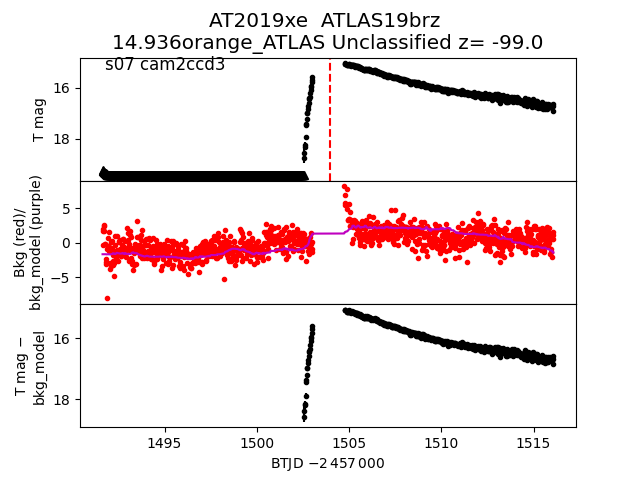 AT2019xe  ATLAS19brz
14.936orange_ATLAS Unclassified z= -99.0
s07 cam2ccd3
T mag
16
18
Bkg (red)/
bkg_model (purple)
5
0
−5
T mag −
bkg_model
16
18
1495
1500
1505
1510
1515
BTJD −2 457 000